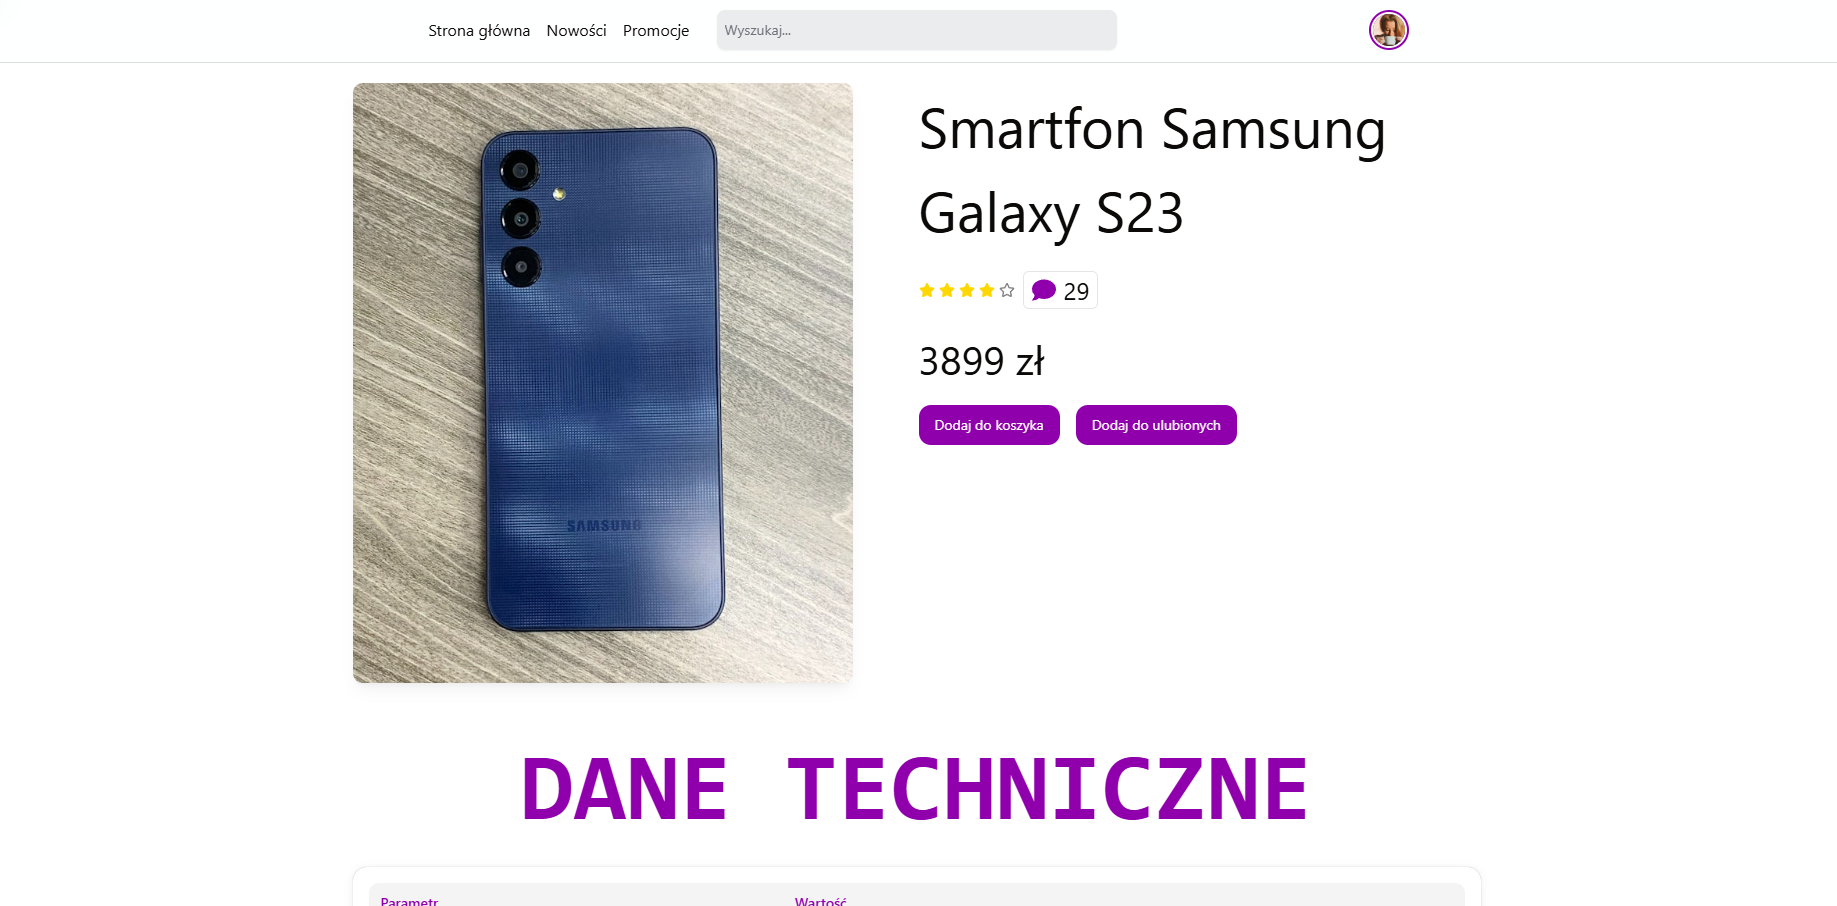 Strona główna Nowości Promocje Wyszukaj...
Smartfon Samsung
Galaxy S23
29
3899 zł
Dodaj do koszyka Dodaj do ulubionych
SAMSUNG
DANE TECHNICZNE
Parametr Wartość